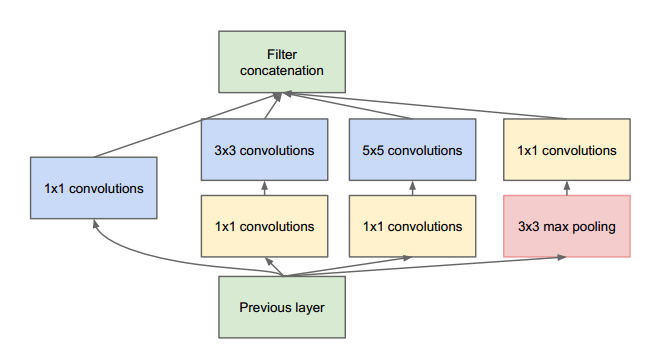 Filter
concatenation
3x3 convolutions
5x5 convolutions
1x1 convolutions
1x1 convolutions
1x1 convolutions
1x1 convolutions
3x3 max pooling
Previous layer